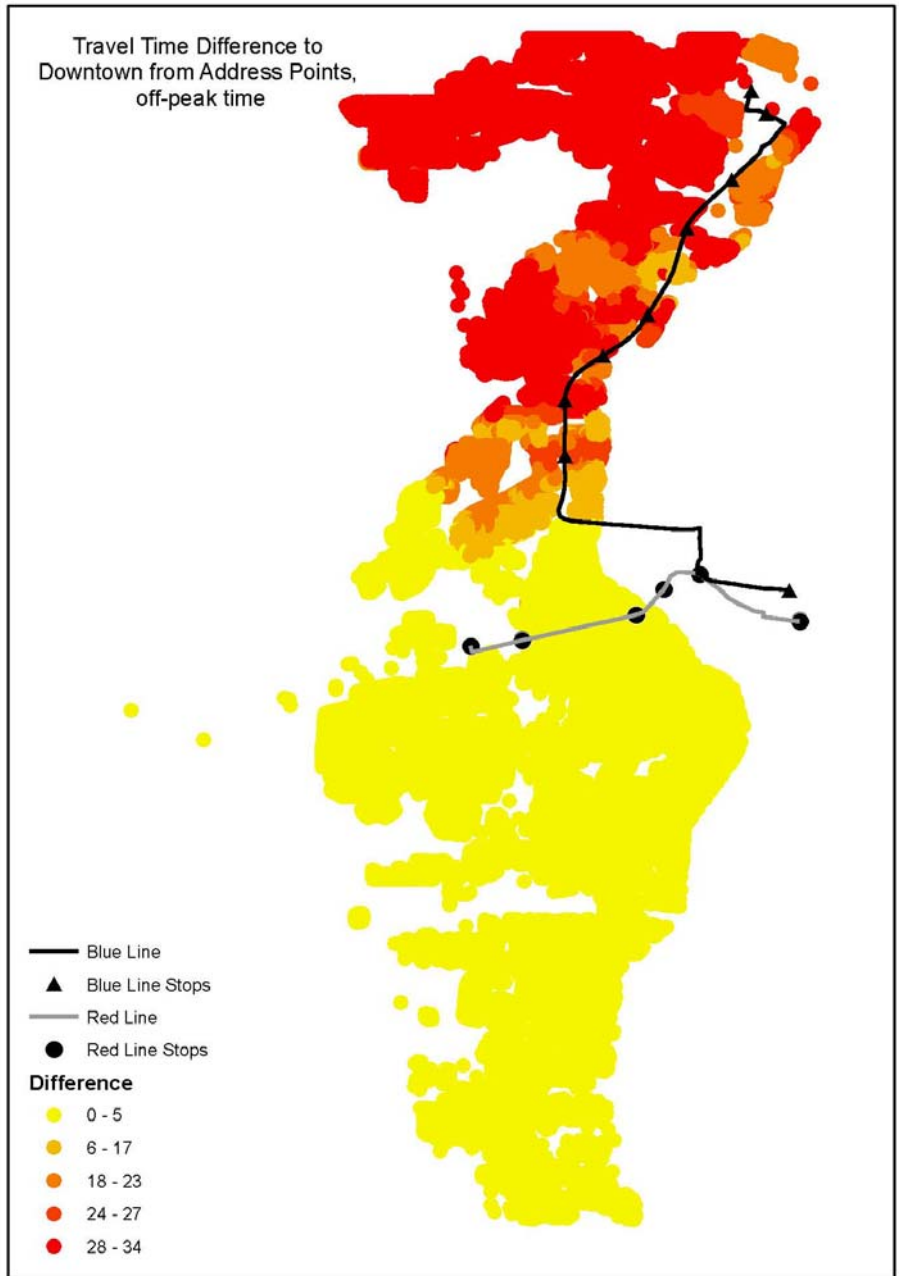 Travel Time Difference to
Downtown from Address Points,
off-peak time
Blue Line
Blue Line Stops
Red Line
Red Line Stops
Difference
0 - 5
6 - 17
18 - 23
24 - 27
28 - 34